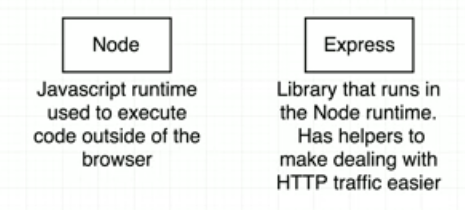 Node
Javascript runtime
used to execute
code outside of the
browser
Express
Library that runs in
the Node runtime.
Has helpers to
make dealing with
HTTP traffic easier